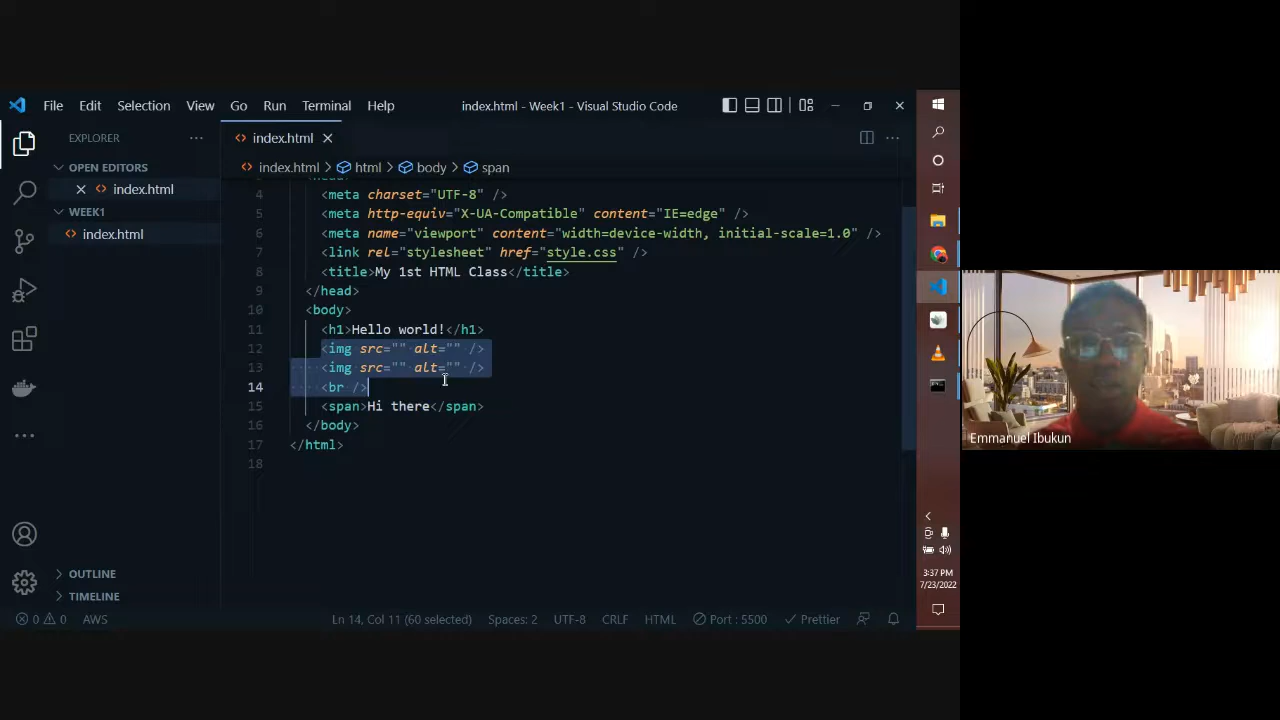 File Edit Selection View Go Run Terminal Help index.html - Week1 - Visual Studio Code
EXPLORER
index.html
OPEN EDITORS
index.html
WEEK1
index.html
index.html > html > body > span
4 <meta charset="UTF-8" />
5 <meta http-equiv="X-UA-Compatible" content="IE=edge" />
6 <meta name="viewport" content="width=device-width, initial-scale=1.0" />
7 <link rel="stylesheet" href="style.css" />
8 <title>My 1st HTML Class</title>
9 </head>
10 <body>
11 <h1>Hello world!</h1>
12 <img src="" alt="" />
13 <img src="" alt="" />
14 <br />
15 <span>Hi there</span>
16 </body>
17 </html>
18
OUTLINE
TIMELINE
0 0 AWS Ln 14, Col 11 (60 selected) Spaces: 2 UTF-8 CRLF HTML Port : 5500 Prettier
3:37 PM
7/23/2022
Emmanuel Ibukun